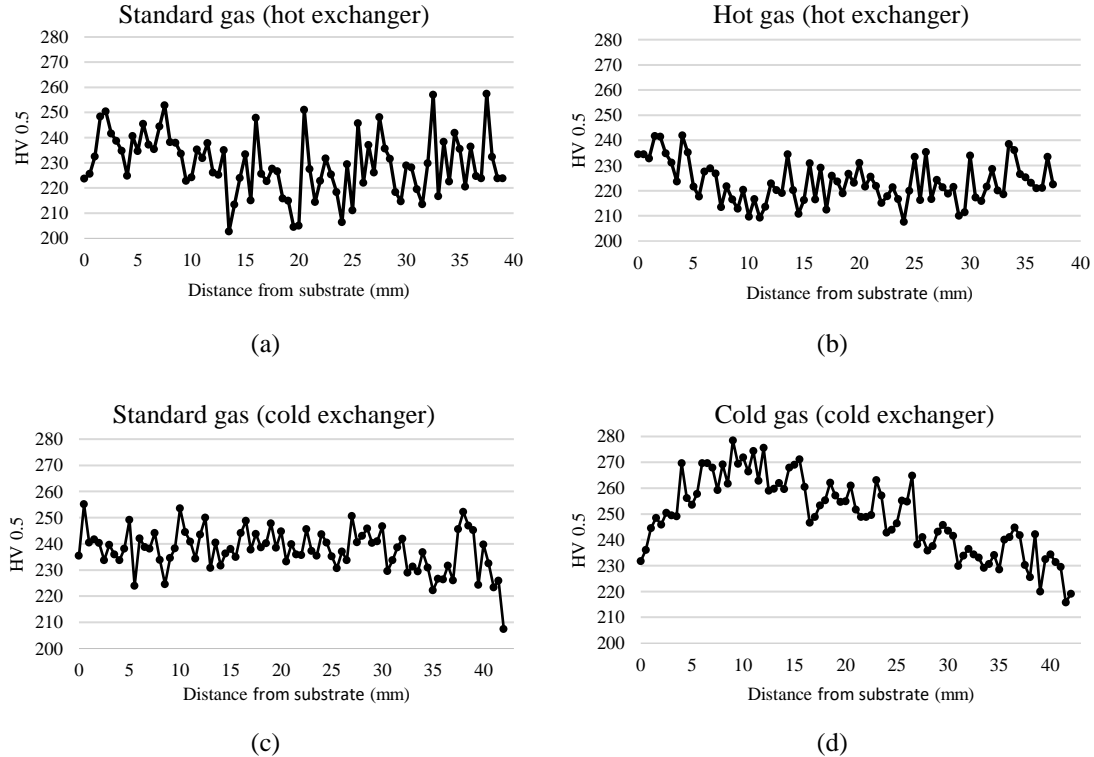 Standard gas (hot exchanger)
280
270
260
250
240
230
220
210
200
HV 0.5
0 5 10 15 20 25 30 35 40
Distance from substrate (mm)
(a)
Hot gas (hot exchanger)
280
270
260
250
240
230
220
210
200
HV 0.5
0 5 10 15 20 25 30 35 40
Distance from substrate (mm)
(b)
Standard gas (cold exchanger)
280
270
260
250
240
230
220
210
200
HV 0.5
0 5 10 15 20 25 30 35 40
Distance from substrate (mm)
(c)
Cold gas (cold exchanger)
280
270
260
250
240
230
220
210
200
HV 0.5
0 5 10 15 20 25 30 35 40
Distance from substrate (mm)
(d)